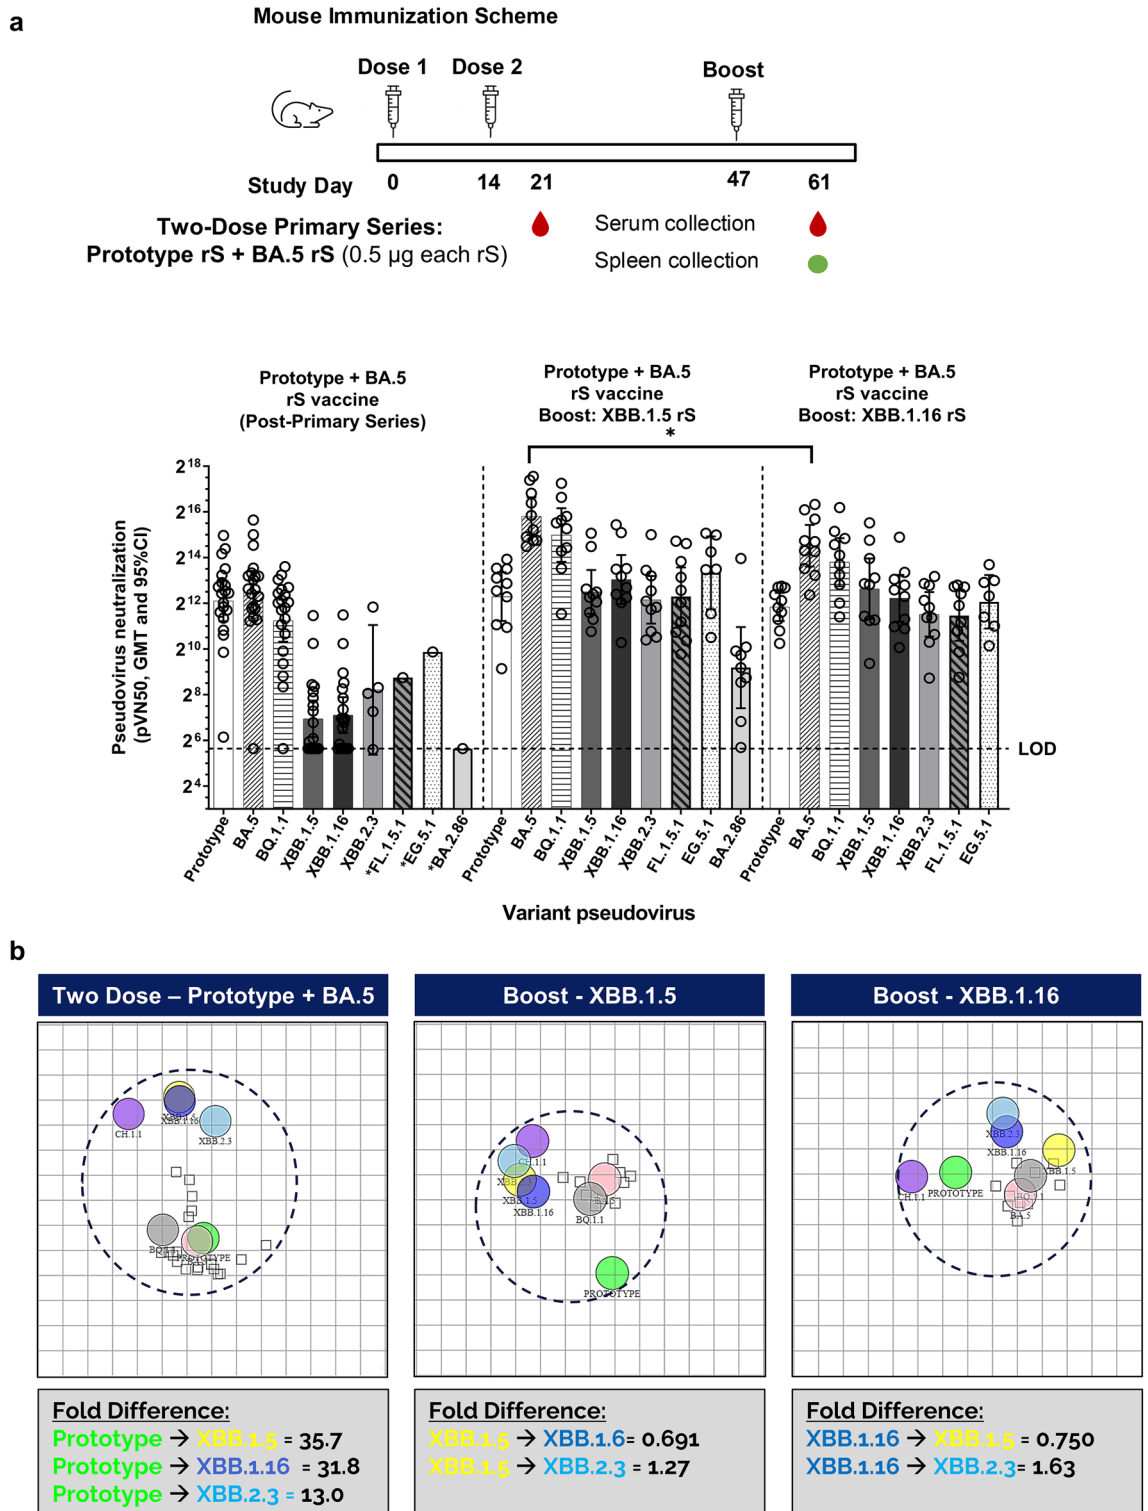 a
Mouse Immunization Scheme
Dose 1 Dose 2 Boost
Study Day 0 14 21 47 61
Two-Dose Primary Series:
Prototype rS + BA.5 rS (0.5 µg each rS)
Serum collection
Spleen collection
Prototype + BA.5
rS vaccine
(Post-Primary Series)
Prototype + BA.5
rS vaccine
Boost: XBB.1.5 rS
Prototype + BA.5
rS vaccine
Boost: XBB.1.16 rS
*
Pseudovirus neutralization
(pVN50, GMT and 95%CI)
2^18
2^16
2^14
2^12
2^10
2^8
2^6
2^4
LOD
Prototype BA.5 BQ.1.1 XBB.1.5 XBB.1.16 XBB.2.3 *FL.1.5.1 *EG.5.1 *BA.2.86 Prototype BA.5 BQ.1.1 XBB.1.5 XBB.1.16 XBB.2.3 FL.1.5.1 EG.5.1 BA.2.86 Prototype BA.5 BQ.1.1 XBB.1.5 XBB.1.16 XBB.2.3 FL.1.5.1 EG.5.1
Variant pseudovirus
b
Two Dose – Prototype + BA.5
XBB.1.16
CH.1.1
XBB.2.3
PROTOTYPE
Fold Difference:
Prototype → XBB.1.5 = 35.7
Prototype → XBB.1.16 = 31.8
Prototype → XBB.2.3 = 13.0
Boost - XBB.1.5
CH.1.1
XBB.1.5
XBB.1.16
BA.5
BQ.1.1
PROTOTYPE
Fold Difference:
XBB.1.5 → XBB.1.6= 0.691
XBB.1.5 → XBB.2.3 = 1.27
Boost - XBB.1.16
XBB.2.3
XBB.1.16
XBB.1.5
CH.1.1
PROTOTYPE
BQ.1.1
BA.5
Fold Difference:
XBB.1.16 → XBB.1.5 = 0.750
XBB.1.16 → XBB.2.3= 1.63